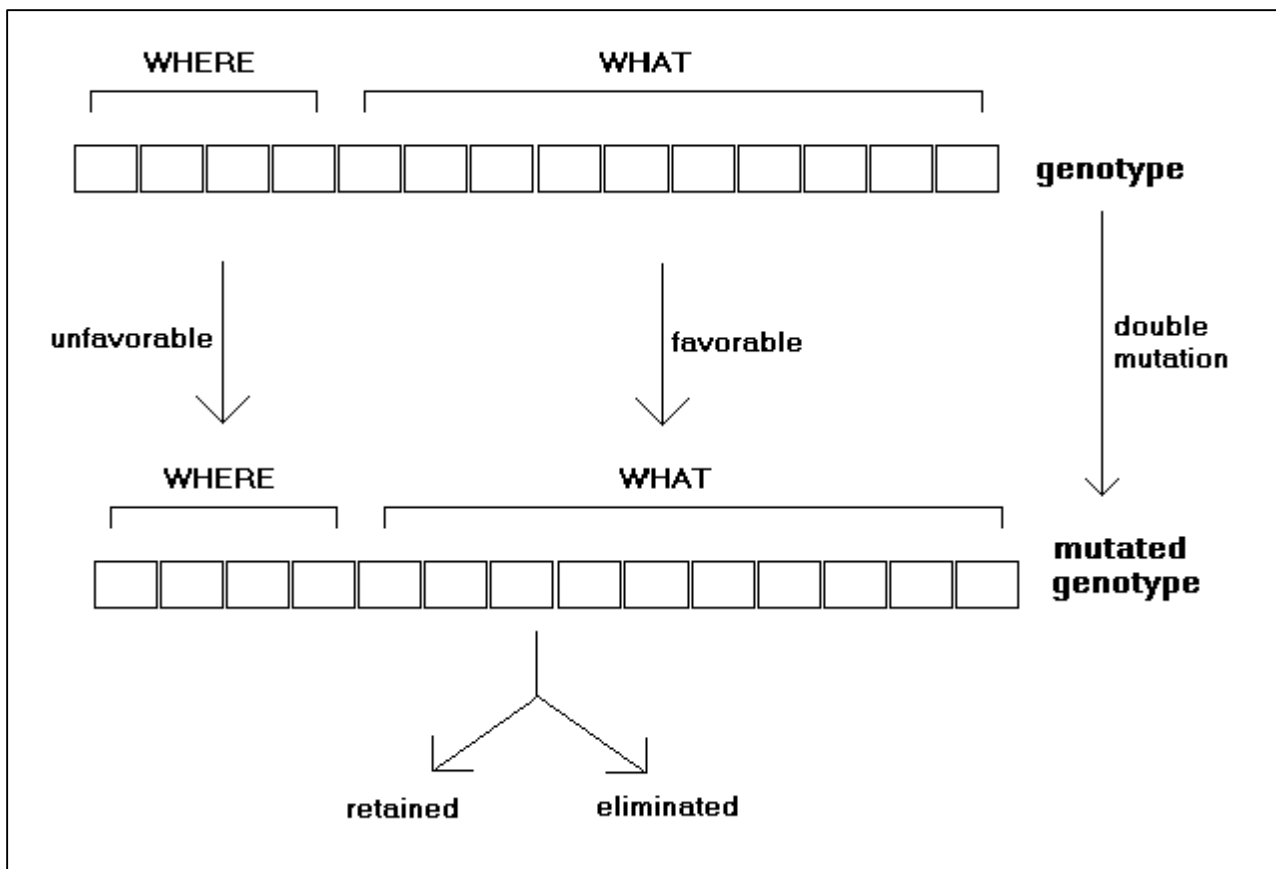 WHERE WHAT
genotype
unfavorable favorable double
mutation
WHERE WHAT
mutated
genotype
retained eliminated